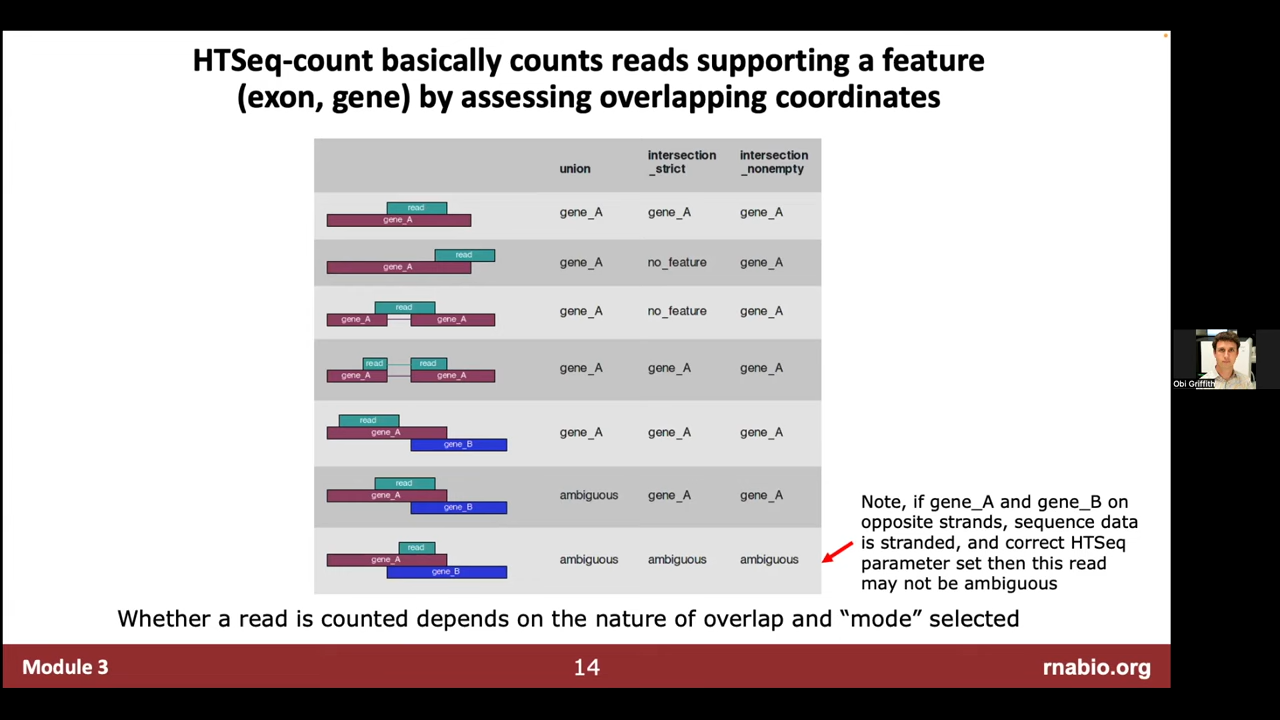 HTSeq-count basically counts reads supporting a feature
(exon, gene) by assessing overlapping coordinates
union intersection _strict intersection _nonempty
read
gene_A
gene_A gene_A gene_A
read
gene_A
gene_A no_feature gene_A
read
gene_A gene_A
gene_A no_feature gene_A
read read
gene_A gene_A
gene_A gene_A gene_A
read
gene_A
gene_B
gene_A gene_A gene_A
read
gene_A
gene_B
ambiguous gene_A gene_A
read
gene_A
gene_B
ambiguous ambiguous ambiguous
Note, if gene_A and gene_B on
opposite strands, sequence data
is stranded, and correct HTSeq
parameter set then this read
may not be ambiguous
Whether a read is counted depends on the nature of overlap and “mode” selected
Module 3
14
rnabio.org
Obi Griffith